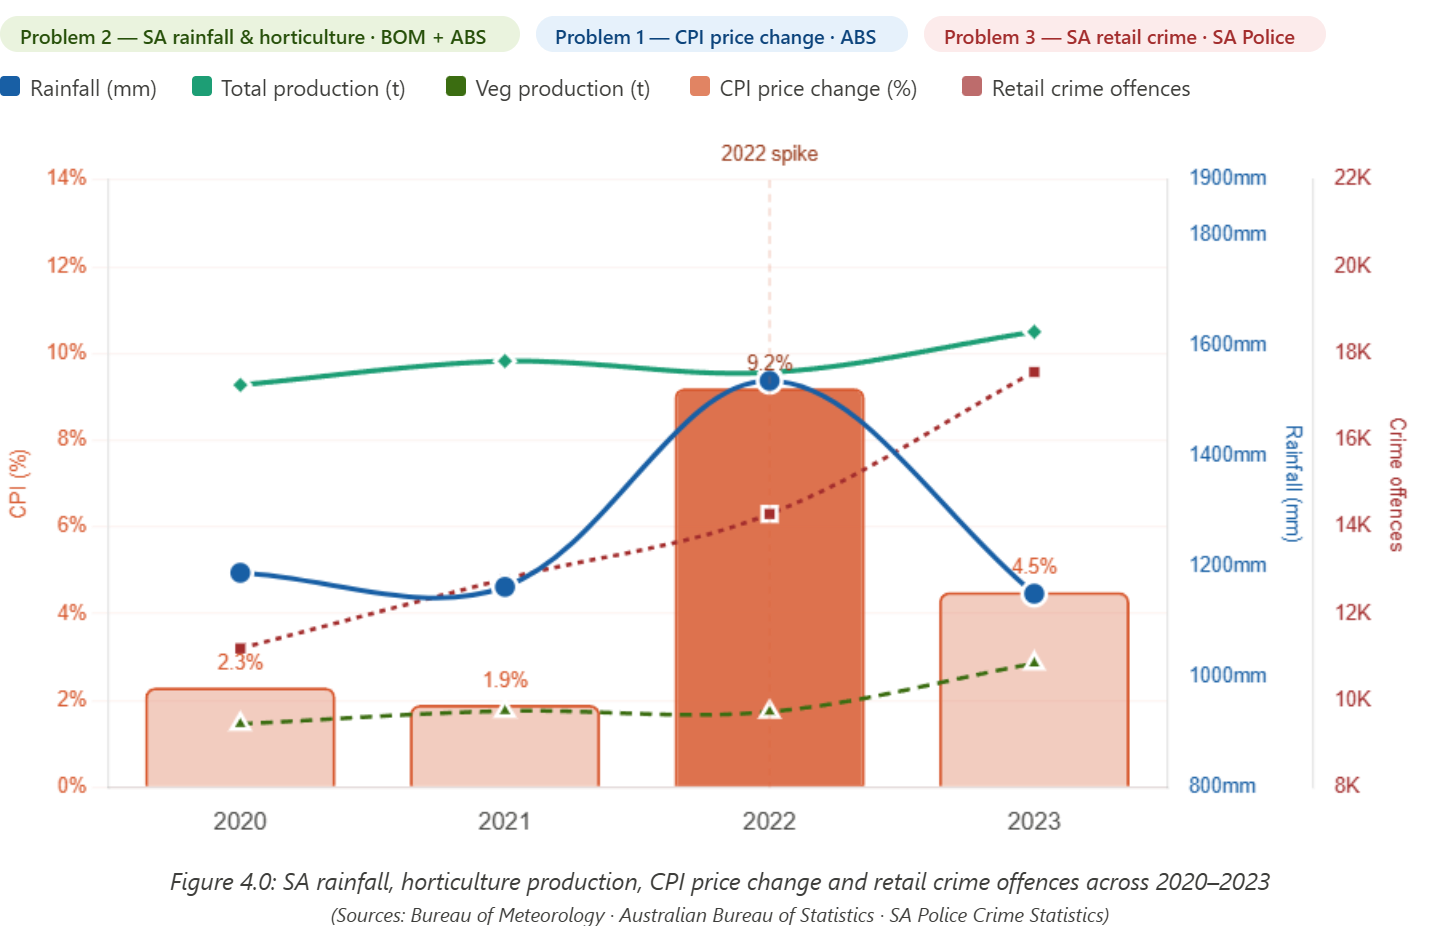 Problem 2 — SA rainfall & horticulture · BOM + ABS
Problem 1 — CPI price change · ABS
Problem 3 — SA retail crime · SA Police
Rainfall (mm)
Total production (t)
Veg production (t)
CPI price change (%)
Retail crime offences
2022 spike
14%
12%
10%
8%
6%
4%
2%
0%
CPI (%)
2.3%
1.9%
9.2%
4.5%
1900mm
1800mm
1600mm
1400mm
1200mm
1000mm
800mm
Rainfall (mm)
22K
20K
18K
16K
14K
12K
10K
8K
Crime offences
2020
2021
2022
2023
Figure 4.0: SA rainfall, horticulture production, CPI price change and retail crime offences across 2020–2023
(Sources: Bureau of Meteorology · Australian Bureau of Statistics · SA Police Crime Statistics)